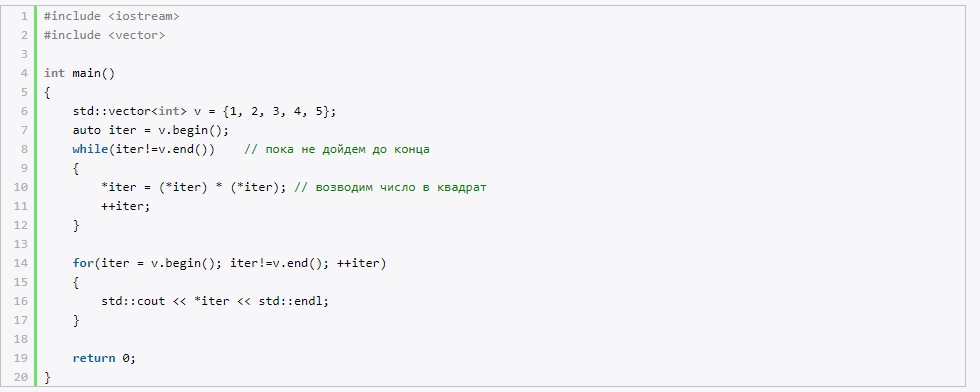 1 #include <iostream>
2 #include <vector>
3
4 int main()
5 {
6     std::vector<int> v = {1, 2, 3, 4, 5};
7     auto iter = v.begin();
8     while(iter!=v.end())    // пока не дойдем до конца
9     {
10         *iter = (*iter) * (*iter); // возводим число в квадрат
11         ++iter;
12     }
13
14     for(iter = v.begin(); iter!=v.end(); ++iter)
15     {
16         std::cout << *iter << std::endl;
17     }
18
19     return 0;
20 }